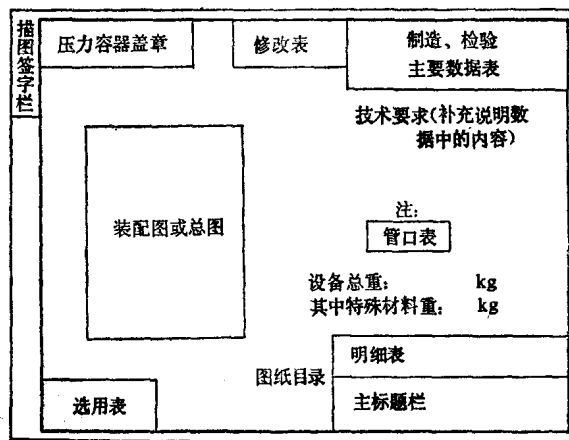 描图签字栏
压力容器盖章
修改表
制造、检验
主要数据表
技术要求(补充说明数
据中的内容)
装配图或总图
注:
管口表
设备总重: kg
其中特殊材料重: kg
明细表
图纸目录
主标题栏
选用表